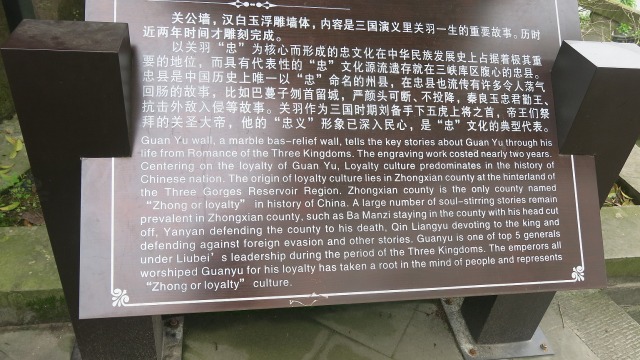 关公墙，汉白玉浮雕墙体，内容是三国演义里关羽一生的重要故事。历时
近两年时间才雕刻完成。
以关羽“忠”为核心而形成的忠文化在中华民族发展史上占据着极其重
要的地位，而具有代表性的“忠”文化源流遗存就在三峡库区腹心的忠县。
忠县是中国历史上唯一以“忠”命名的州县，在忠县也流传有许多令人荡气
回肠的故事，比如巴蔓子刎首留城，严颜头可断、不投降，秦良玉忠君勤王、
抗击外敌入侵等故事。关羽作为三国时期刘备手下五虎上将之首，帝王们祭
拜的关圣大帝，他的“忠义”形象已深入民心，是“忠”文化的典型代表。
Guan Yu wall, a marble bas-relief wall, tells the key stories about Guan Yu through his
life from Romance of the Three Kingdoms. The engraving work costed nearly two years.
Centering on the loyalty of Guan Yu, Loyalty culture predominates in the history of
Chinese nation. The origin of loyalty culture lies in Zhongxian county at the hinterland of
the Three Gorges Reservoir Region. Zhongxian county is the only county named
“Zhong or loyalty” in history of China. A large number of soul-stirring stories remain
prevalent in Zhongxian county, such as Ba Manzi staying in the county with his head cut
off, Yanyan defending the county to his death, Qin Liangyu devoting to the king and
defending against foreign evasion and other stories. Guanyu is one of top 5 generals
under Liubei’s leadership during the period of the Three Kingdoms. The emperors all
worshiped Guanyu for his loyalty has taken a root in the mind of people and represents
“Zhong or loyalty” culture.